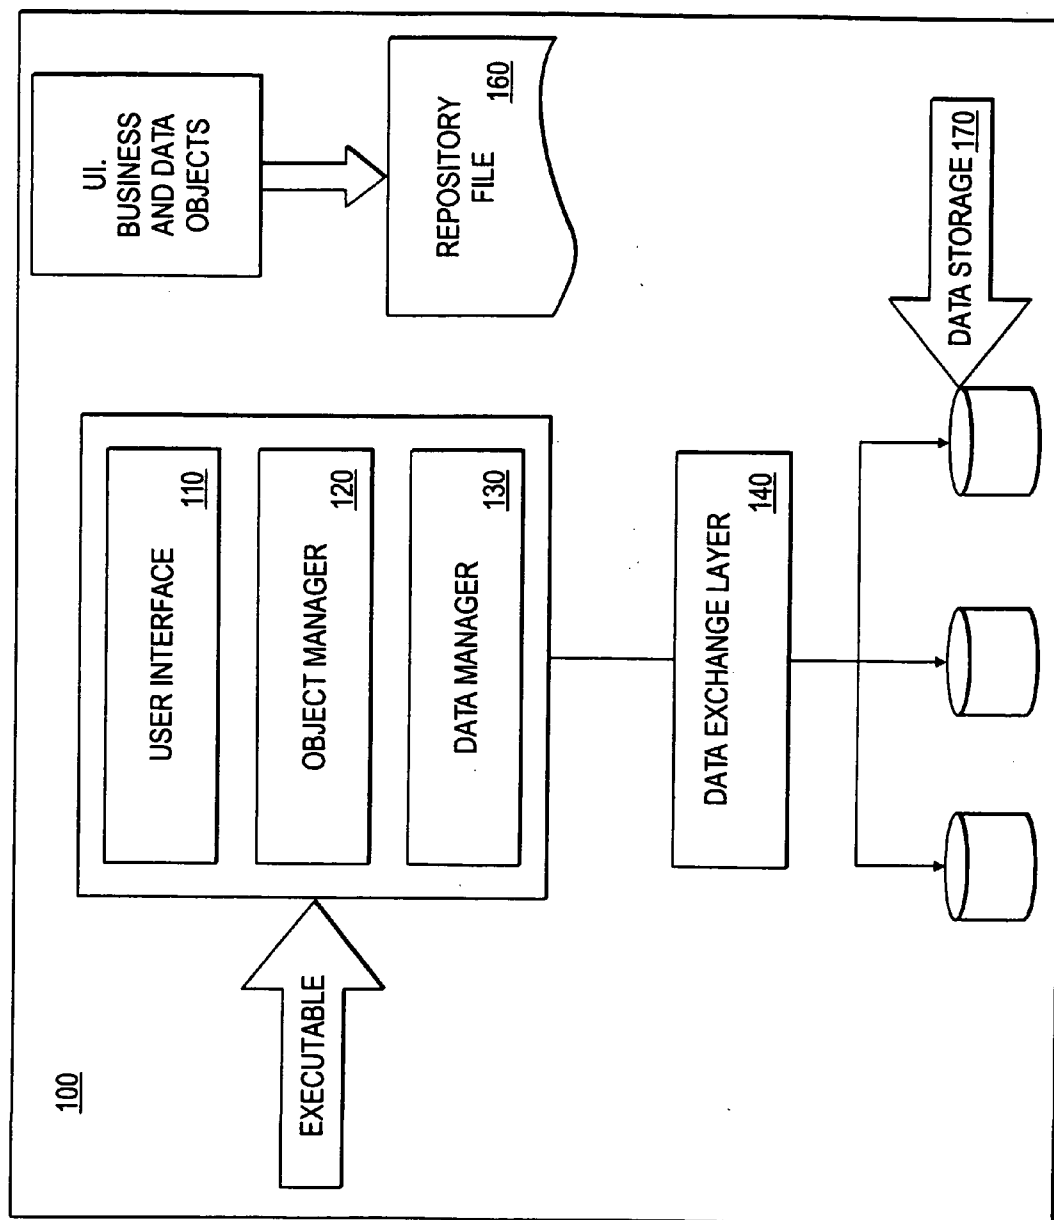 100
EXECUTABLE
USER INTERFACE
110
OBJECT MANAGER
120
DATA MANAGER
130
DATA EXCHANGE LAYER
140
UI.
BUSINESS
AND DATA
OBJECTS
REPOSITORY
FILE
160
DATA STORAGE 170